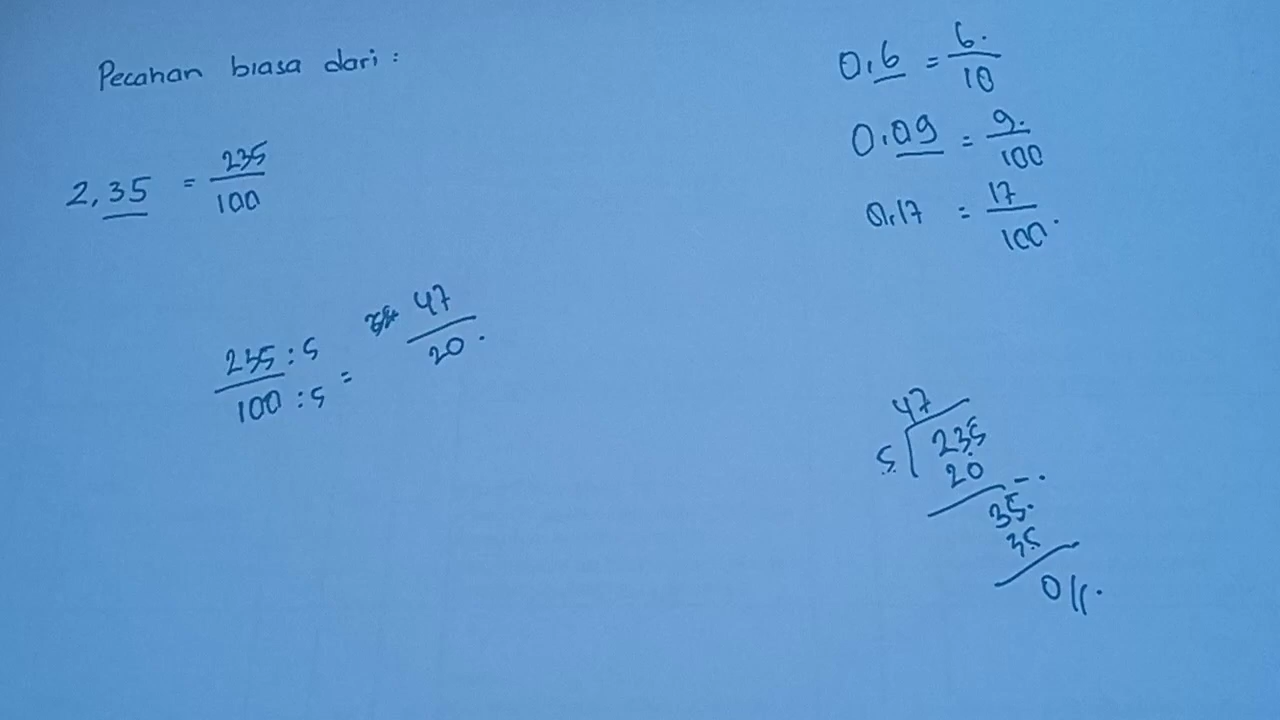 Pecahan biasa dari :
2,35 = 235/100
235 : 5 / 100 : 5 = 47/20.
0,6 = 6./10
0,09 = 9./100
0,17 = 17/100.
47
5 235
20 -.
35.
35
0//.